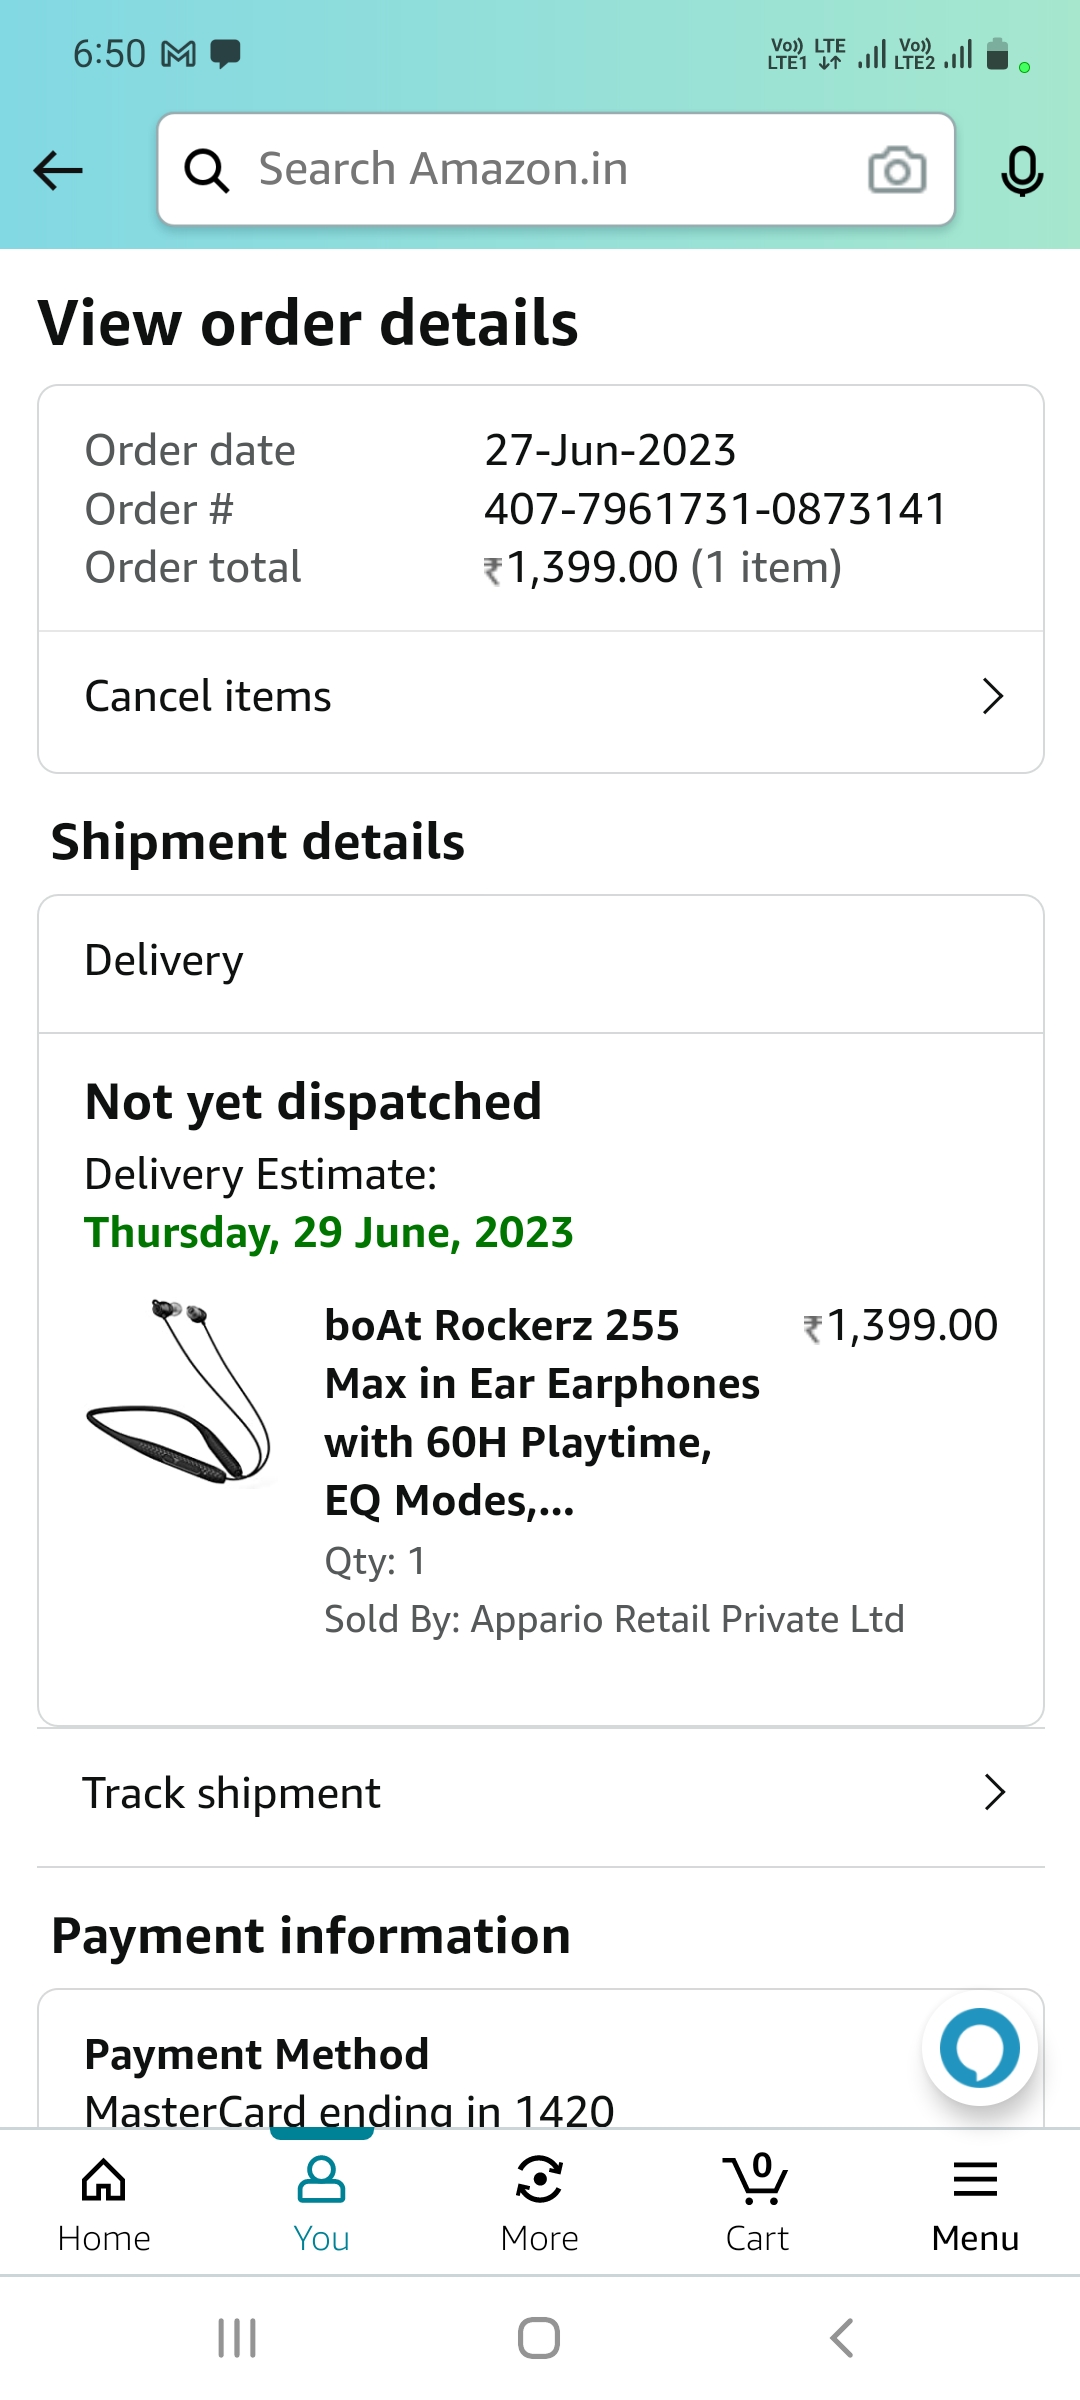 6:50
Vo)) LTE
LTE1
Vo))
LTE2
Search Amazon.in
View order details
Order date 27-Jun-2023
Order # 407-7961731-0873141
Order total ₹1,399.00 (1 item)
Cancel items
Shipment details
Delivery
Not yet dispatched
Delivery Estimate:
Thursday, 29 June, 2023
boAt Rockerz 255 ₹1,399.00
Max in Ear Earphones
with 60H Playtime,
EQ Modes,...
Qty: 1
Sold By: Appario Retail Private Ltd
Track shipment
Payment information
Payment Method
MasterCard ending in 1420
0
Home You More Cart Menu